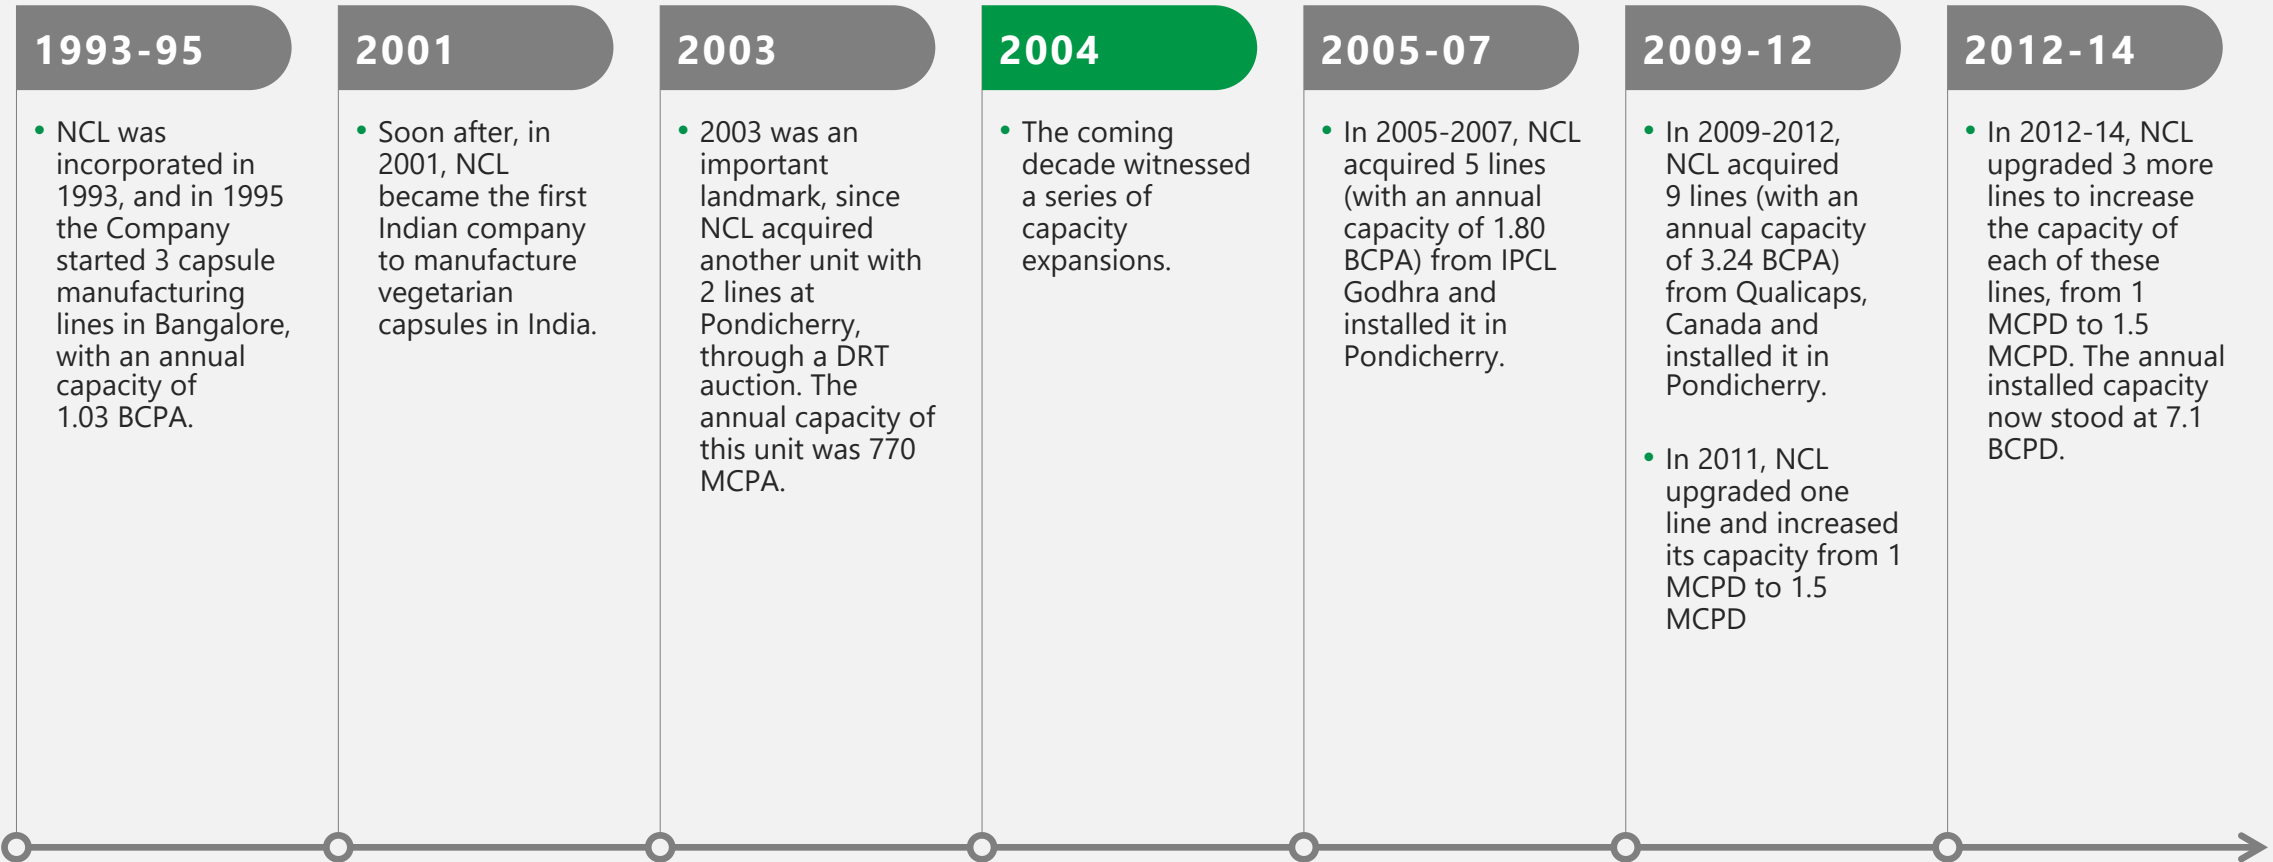 1993-95
• NCL was
incorporated in
1993, and in 1995
the Company
started 3 capsule
manufacturing
lines in Bangalore,
with an annual
capacity of
1.03 BCPA.
2001
• Soon after, in
2001, NCL
became the first
Indian company
to manufacture
vegetarian
capsules in India.
2003
• 2003 was an
important
landmark, since
NCL acquired
another unit with
2 lines at
Pondicherry,
through a DRT
auction. The
annual capacity of
this unit was 770
MCPA.
2004
• The coming
decade witnessed
a series of
capacity
expansions.
2005-07
• In 2005-2007, NCL
acquired 5 lines
(with an annual
capacity of 1.80
BCPA) from IPCL
Godhra and
installed it in
Pondicherry.
2009-12
• In 2009-2012,
NCL acquired
9 lines (with an
annual capacity
of 3.24 BCPA)
from Qualicaps,
Canada and
installed it in
Pondicherry.
• In 2011, NCL
upgraded one
line and increased
its capacity from 1
MCPD to 1.5
MCPD
2012-14
• In 2012-14, NCL
upgraded 3 more
lines to increase
the capacity of
each of these
lines, from 1
MCPD to 1.5
MCPD. The annual
installed capacity
now stood at 7.1
BCPD.